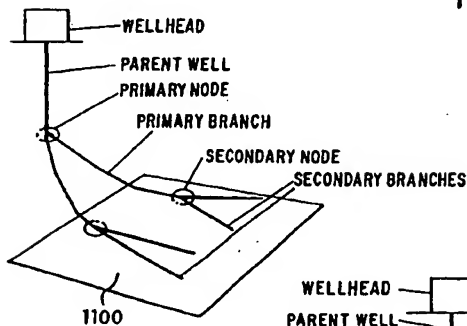 WELLHEAD
PARENT WELL
PRIMARY NODE
PRIMARY BRANCH
SECONDARY NODE
SECONDARY BRANCHES
1100
WELLHEAD
PARENT WELL